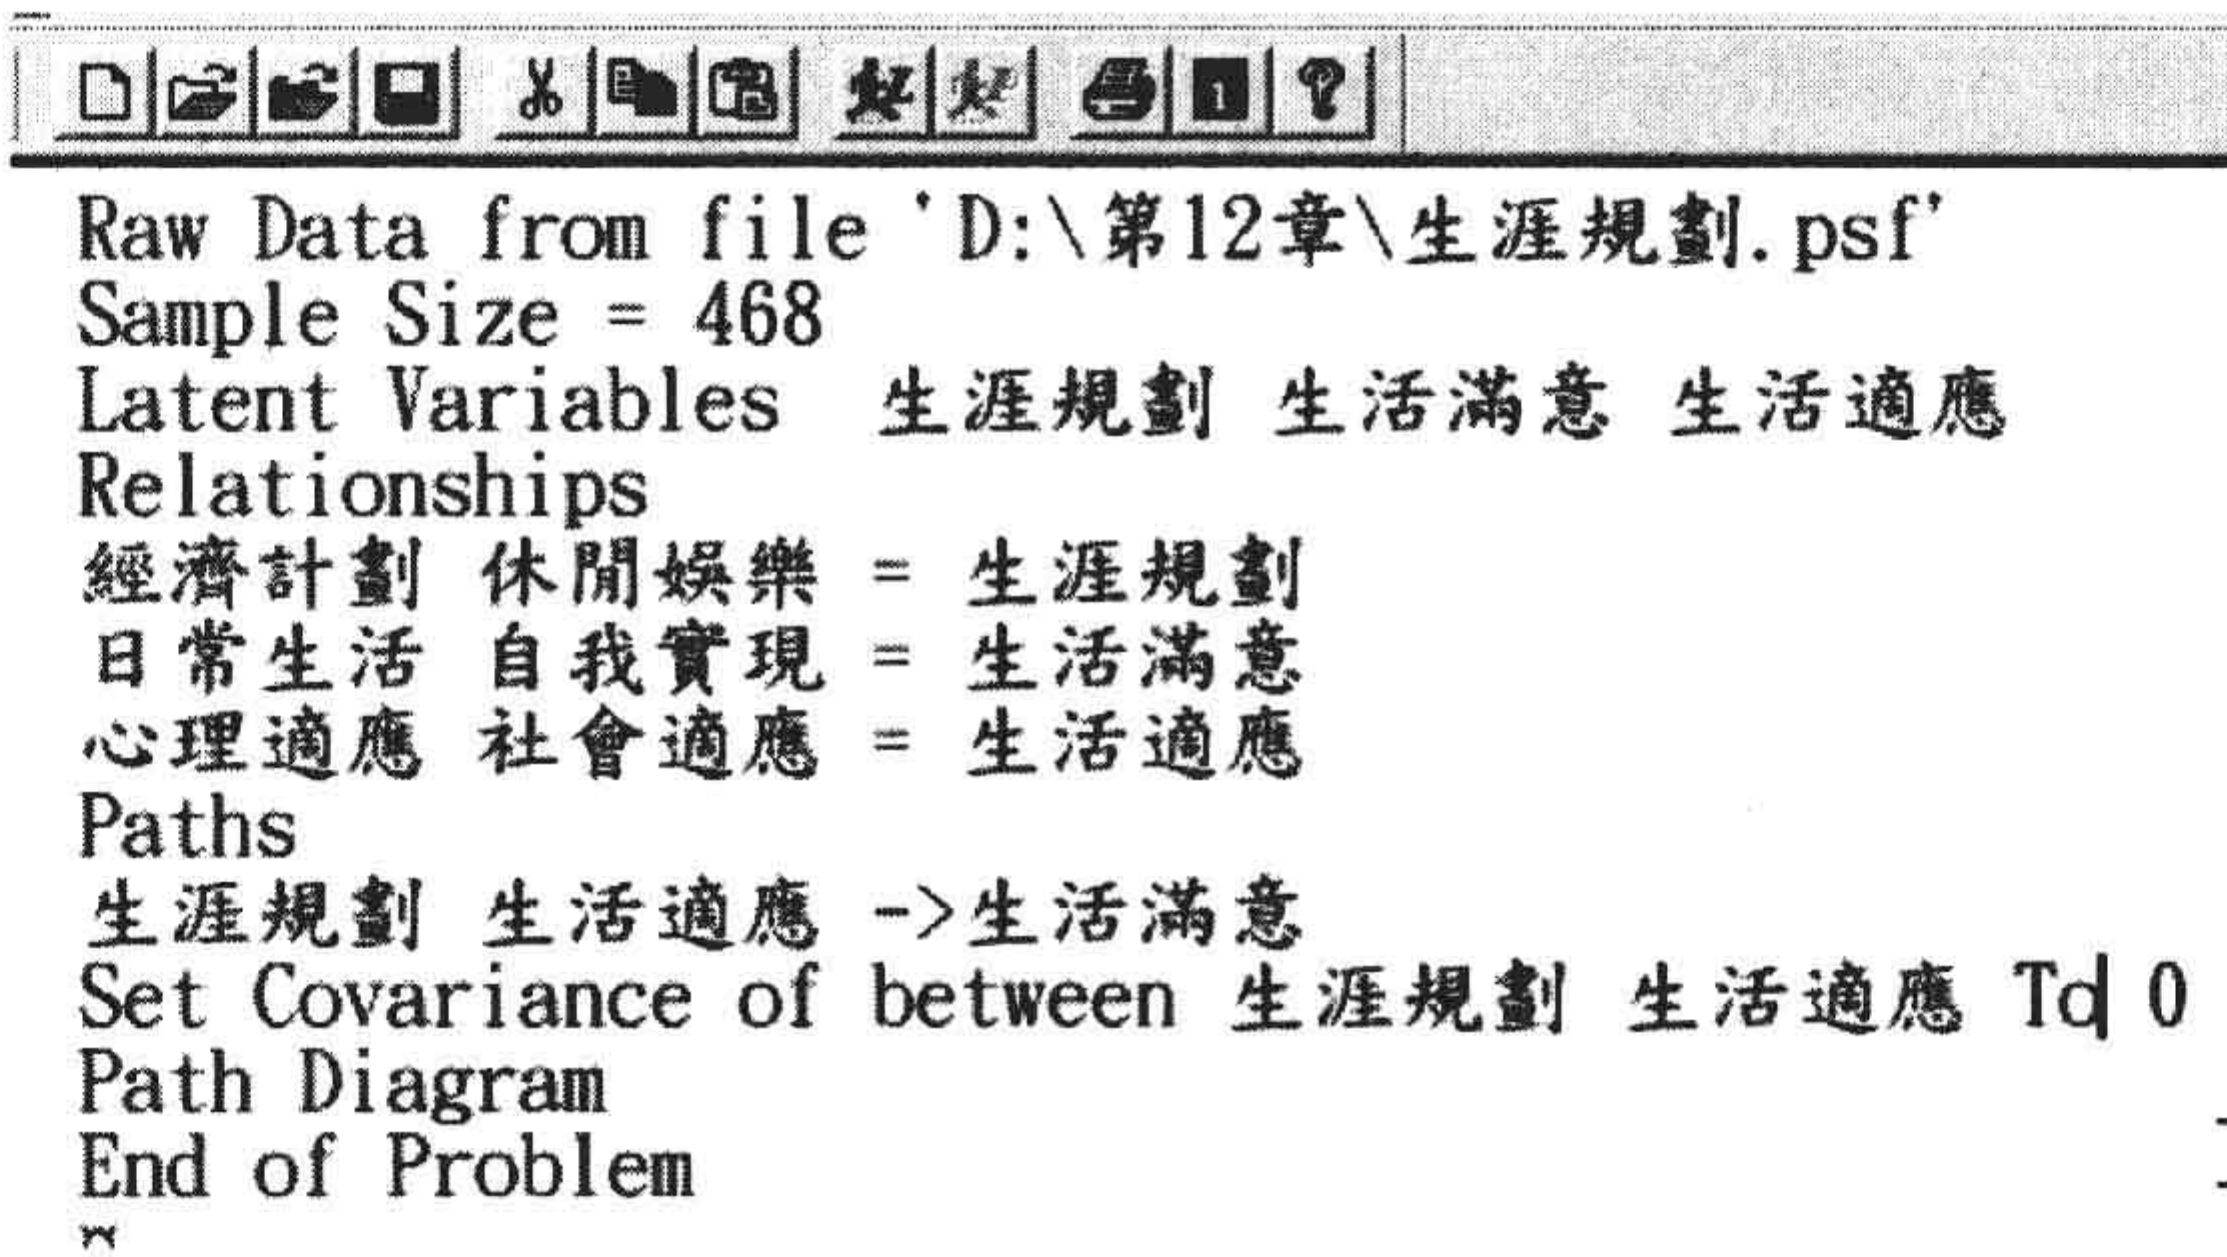 Raw Data from file 'D:\第12章\生涯規劃.psf'
Sample Size = 468
Latent Variables 生涯規劃 生活滿意 生活適應
Relationships
經濟計劃 休閒娛樂 = 生涯規劃
日常生活 自我實現 = 生活滿意
心理適應 社會適應 = 生活適應
Paths
生涯規劃 生活適應 ->生活滿意
Set Covariance of between 生涯規劃 生活適應 To 0
Path Diagram
End of Problem